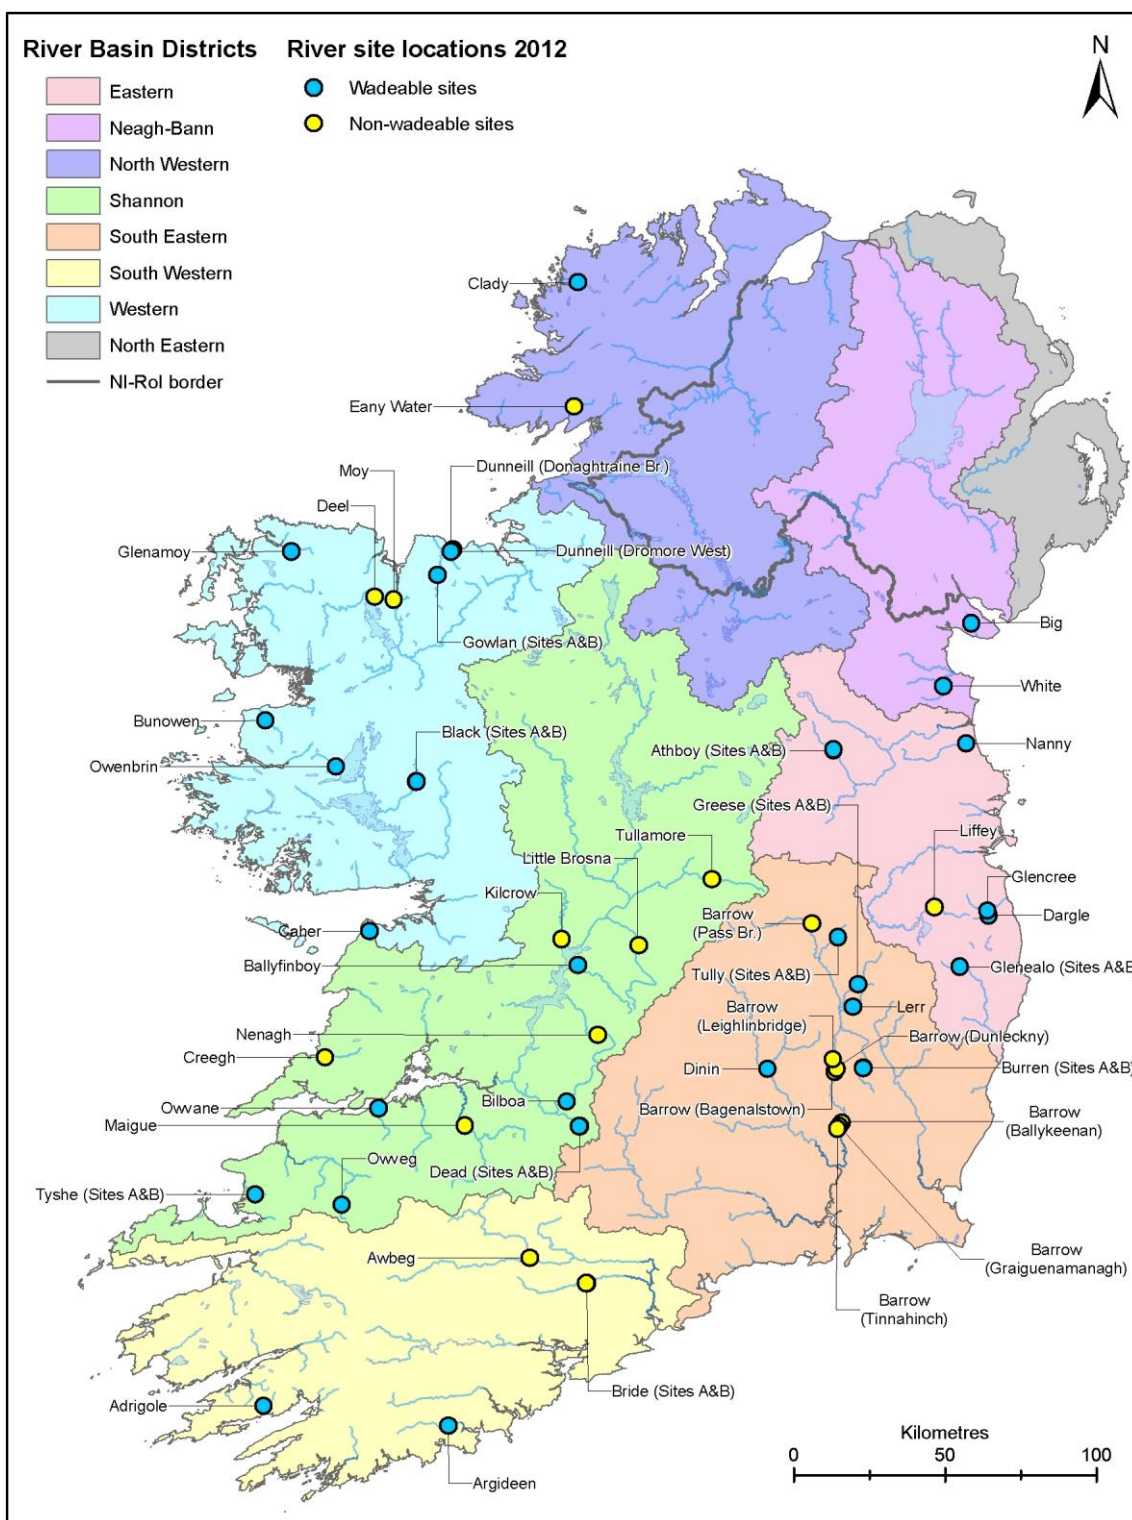 River Basin Districts
River site locations 2012
N
Eastern
Wadeable sites
Neagh-Bann
Non-wadeable sites
North Western
Shannon
South Eastern
South Western
Western
North Eastern
NI-RoI border
Clady
Eany Water
Dunneill (Donaghtraine Br.)
Moy
Deel
Glenamoy
Dunneill (Dromore West)
Gowlan (Sites A&B)
Big
White
Bunowen
Black (Sites A&B)
Athboy (Sites A&B)
Nanny
Owenbrin
Greese (Sites A&B)
Tullamore
Liffey
Little Brosna
Glencree
Kilcrow
Barrow
(Pass Br.)
Dargle
Caher
Ballyfinboy
Tully (Sites A&B)
Glenealo (Sites A&B
Barrow
(Leighlinbridge)
Lerr
Nenagh
Barrow (Dunleckny)
Creegh
Dinin
Burren (Sites A&B)
Owvane
Bilboa
Barrow (Bagenalstown)
Barrow
(Ballykeenan)
Maigue
Owveg
Dead (Sites A&B)
Tyshe (Sites A&B)
Awbeg
Barrow
(Graiguenamanagh)
Barrow
(Tinnahinch)
Bride (Sites A&B)
Adrigole
Argideen
Kilometres
0 50 100